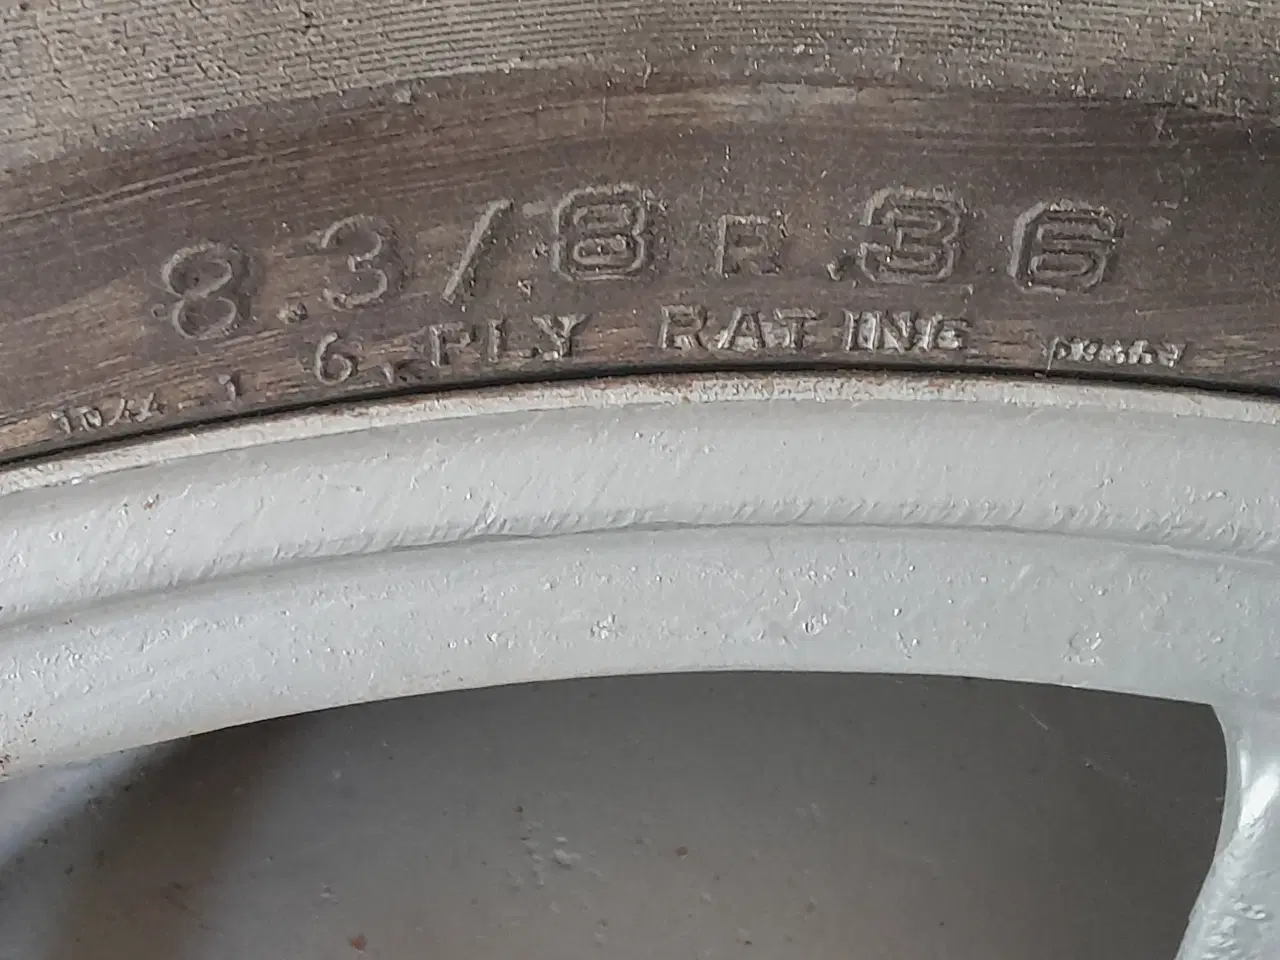 8.3/8 R.36
6. PLY RATING